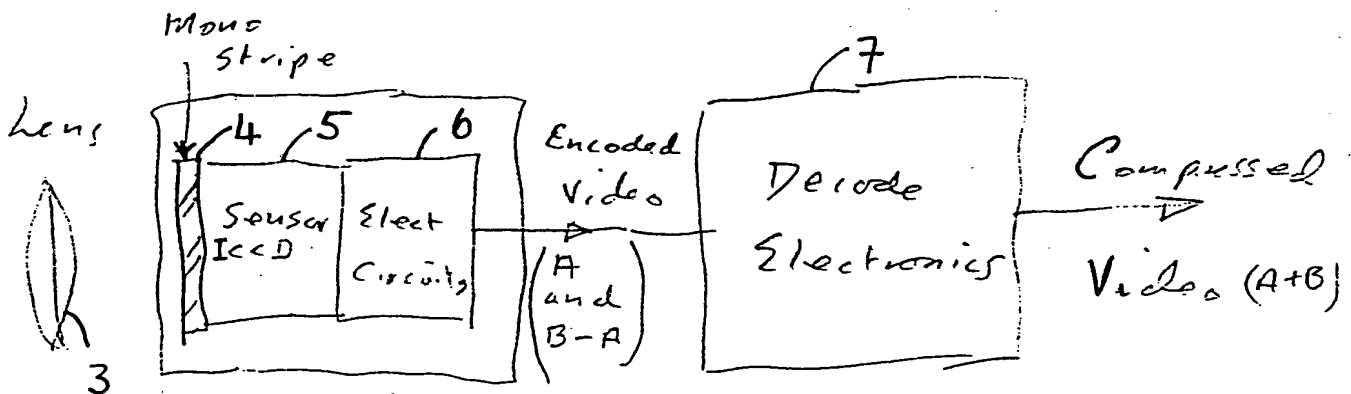 Mono
stripe
Lens
3
4
5
6
Sensor
ICCD
Elect
Circuits
Encoded
Video
(A
and
B-A)
7
Decode
Electronics
Compressed
Video (A+B)